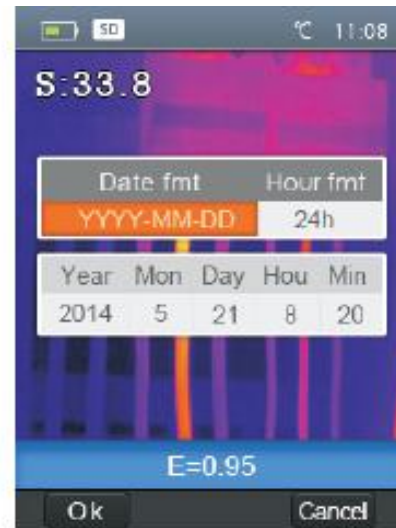 SD °C 11:08
S:33.8
Date fmt Hour fmt
YYYY-MM-DD 24h
Year Mon Day Hou Min
2014 5 21 8 20
E=0.95
Ok Cancel